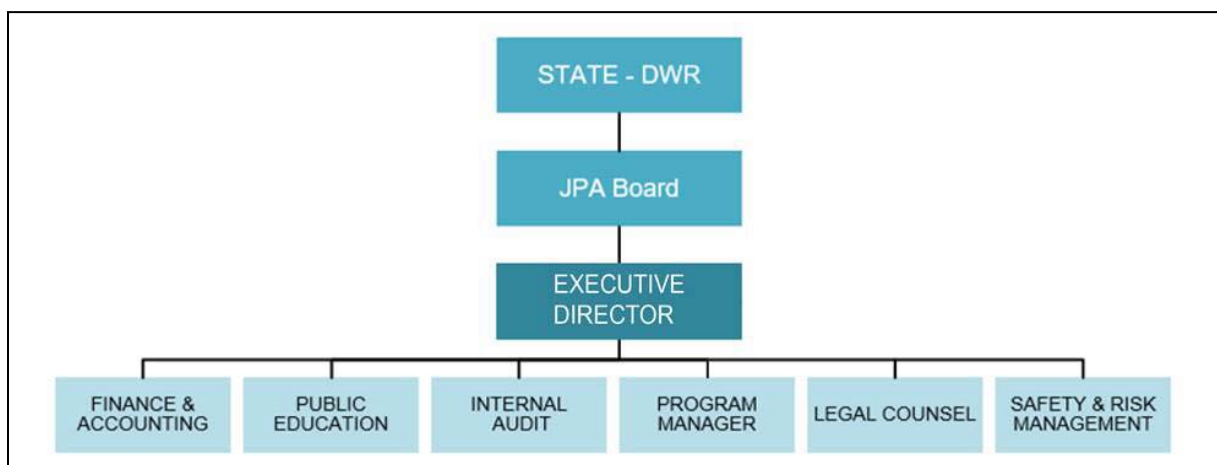 STATE - DWR
JPA Board
EXECUTIVE
DIRECTOR
FINANCE &
ACCOUNTING
PUBLIC
EDUCATION
INTERNAL
AUDIT
PROGRAM
MANAGER
LEGAL COUNSEL
SAFETY & RISK
MANAGEMENT